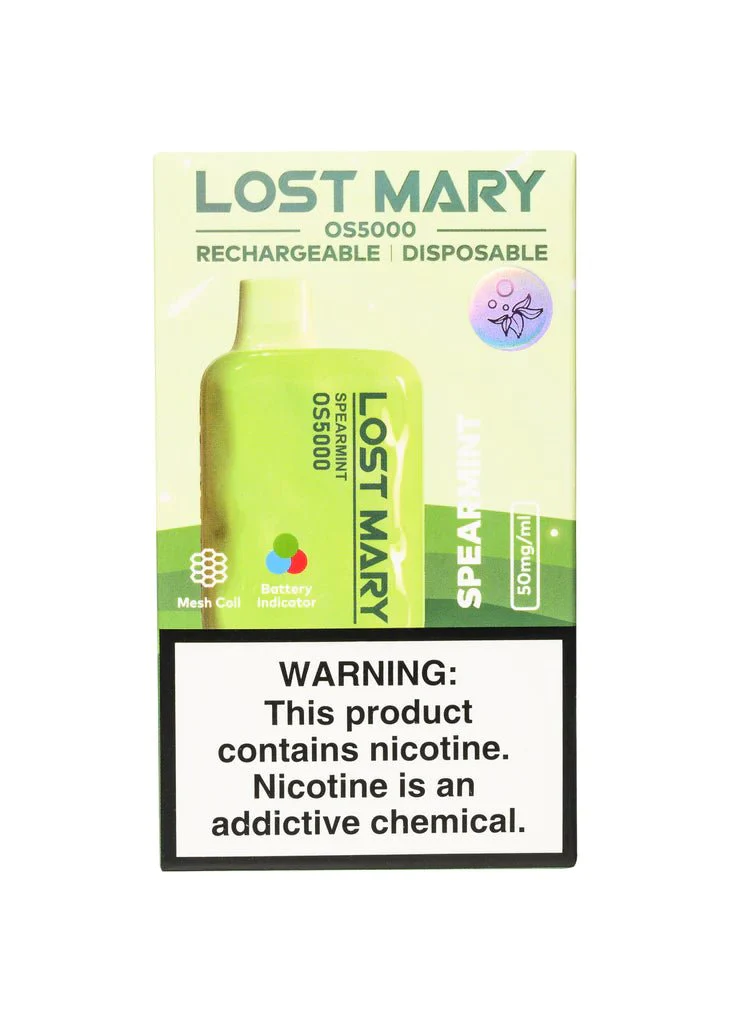 LOST MARY
OS5000
RECHARGEABLE | DISPOSABLE
LOST MARY
SPEARMINT
OS5000
SPEARMINT
50mg/ml
Mesh Coil
Battery
Indicator
WARNING:
This product
contains nicotine.
Nicotine is an
addictive chemical.